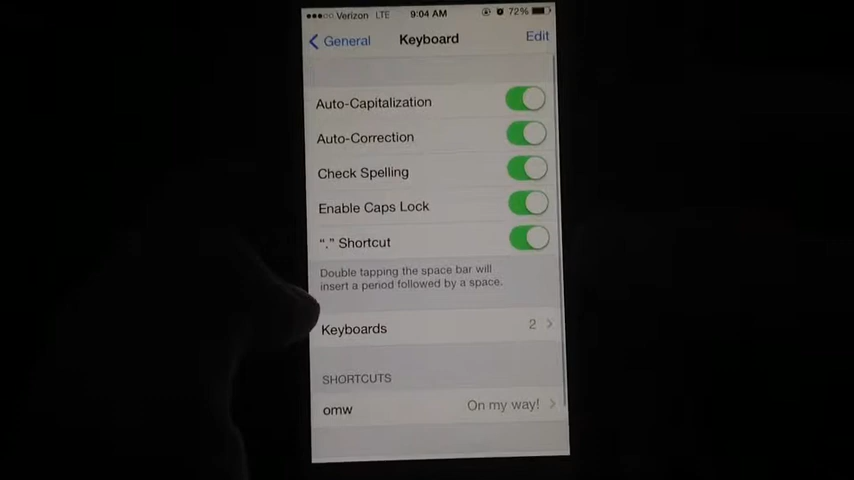 Verizon LTE 9:04 AM 72%
General Keyboard Edit
Auto-Capitalization
Auto-Correction
Check Spelling
Enable Caps Lock
“.” Shortcut
Double tapping the space bar will
insert a period followed by a space.
Keyboards 2
SHORTCUTS
omw On my way!